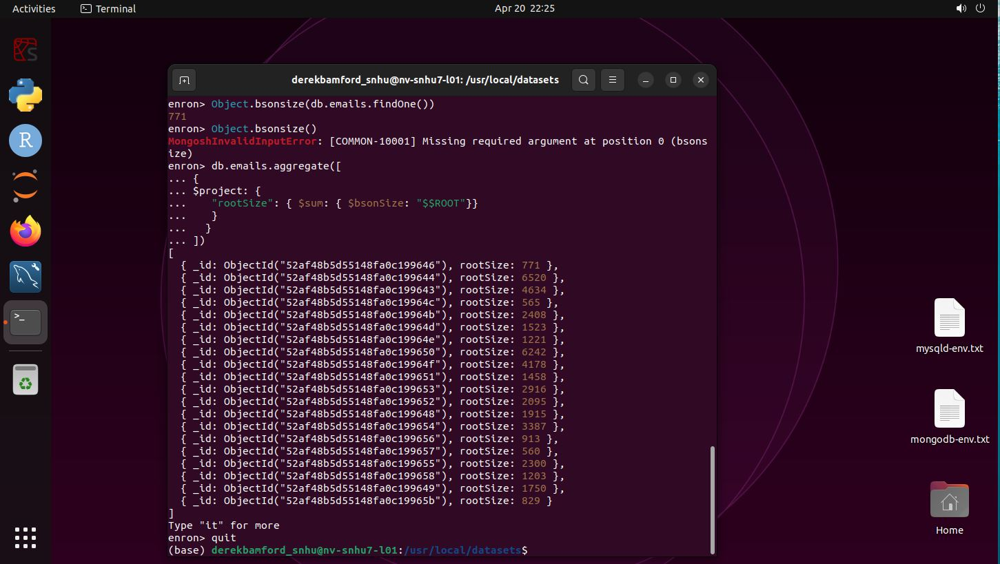 Activities
Terminal
Apr 20 22:25
derekbamford_snhu@nv-snhu7-l01: /usr/local/datasets
enron> Object.bsonsize(db.emails.findOne())
771
enron> Object.bsonsize()
MongoshInvalidInputError: [COMMON-10001] Missing required argument at position 0 (bsons
ize)
enron> db.emails.aggregate([
... {
... $project: {
...    "rootSize": { $sum: { $bsonSize: "$$ROOT"}}
...    }
...   }
... ])
[
  { _id: ObjectId("52af48b5d55148fa0c199646"), rootSize: 771 },
  { _id: ObjectId("52af48b5d55148fa0c199644"), rootSize: 6520 },
  { _id: ObjectId("52af48b5d55148fa0c199643"), rootSize: 4634 },
  { _id: ObjectId("52af48b5d55148fa0c19964c"), rootSize: 565 },
  { _id: ObjectId("52af48b5d55148fa0c19964b"), rootSize: 2408 },
  { _id: ObjectId("52af48b5d55148fa0c19964d"), rootSize: 1523 },
  { _id: ObjectId("52af48b5d55148fa0c19964e"), rootSize: 1221 },
  { _id: ObjectId("52af48b5d55148fa0c199650"), rootSize: 6242 },
  { _id: ObjectId("52af48b5d55148fa0c19964f"), rootSize: 4178 },
  { _id: ObjectId("52af48b5d55148fa0c199651"), rootSize: 1458 },
  { _id: ObjectId("52af48b5d55148fa0c199653"), rootSize: 2916 },
  { _id: ObjectId("52af48b5d55148fa0c199652"), rootSize: 2095 },
  { _id: ObjectId("52af48b5d55148fa0c199648"), rootSize: 1915 },
  { _id: ObjectId("52af48b5d55148fa0c199654"), rootSize: 3387 },
  { _id: ObjectId("52af48b5d55148fa0c199656"), rootSize: 913 },
  { _id: ObjectId("52af48b5d55148fa0c199657"), rootSize: 560 },
  { _id: ObjectId("52af48b5d55148fa0c199655"), rootSize: 2300 },
  { _id: ObjectId("52af48b5d55148fa0c199658"), rootSize: 1203 },
  { _id: ObjectId("52af48b5d55148fa0c199649"), rootSize: 1750 },
  { _id: ObjectId("52af48b5d55148fa0c19965b"), rootSize: 829 }
]
Type "it" for more
enron> quit
(base) derekbamford_snhu@nv-snhu7-l01:/usr/local/datasets$
S
R
>_
mysqld-env.txt
mongodb-env.txt
Home